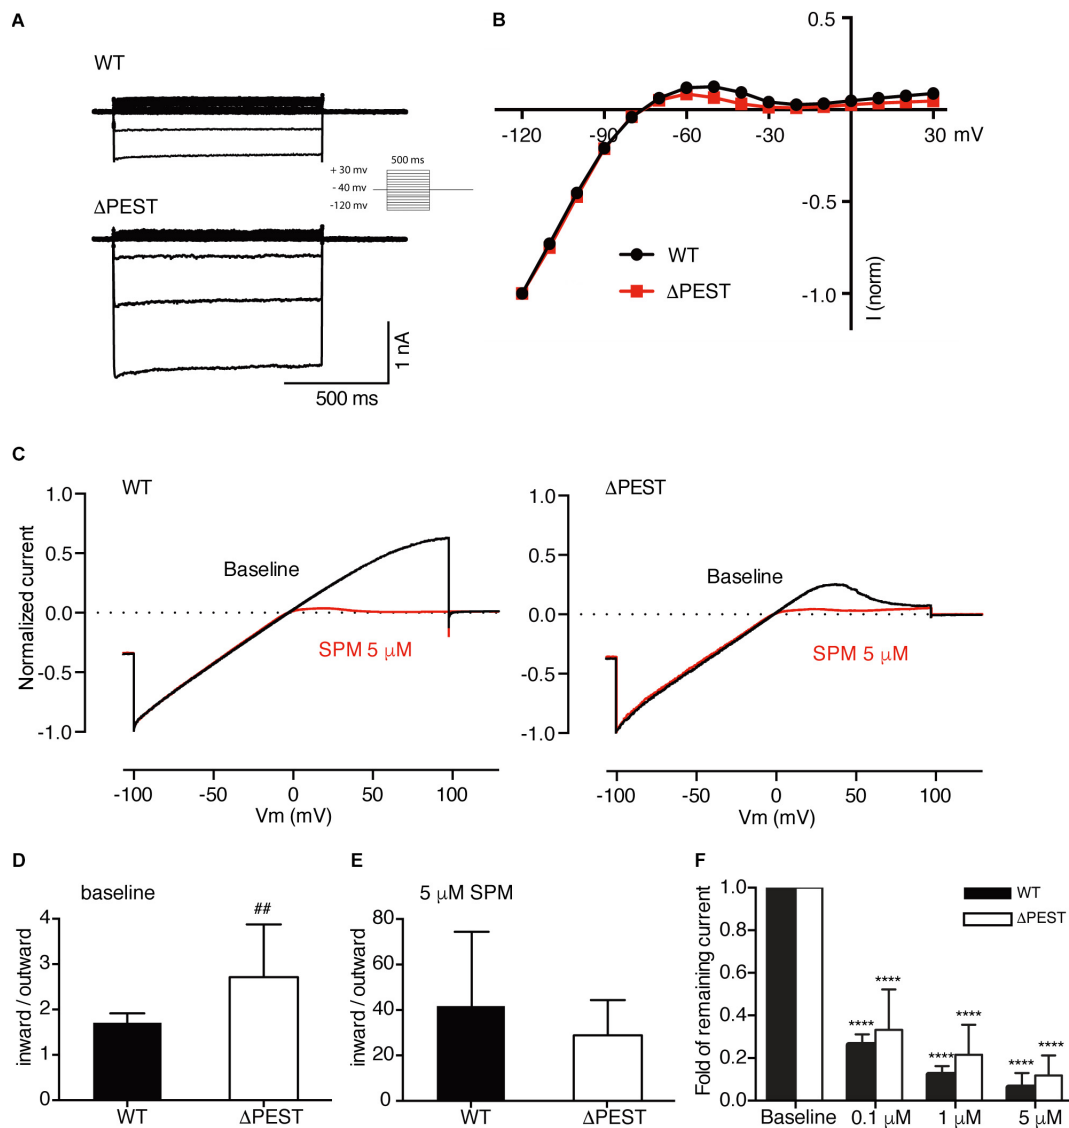 A
WT
500 ms
+ 30 mv
- 40 mv
-120 mv
ΔPEST
1 nA
500 ms
B
0.5
-120
-90
-60
-30
30 mV
-0.5
-1.0
I (norm)
WT
ΔPEST
C
WT
1.0
0.5
0.0
-0.5
-1.0
Normalized current
Baseline
SPM 5 μM
-100
-50
0
50
100
Vm (mV)
ΔPEST
1.0
0.5
0.0
-0.5
-1.0
Baseline
SPM 5 μM
-100
-50
0
50
100
Vm (mV)
D
baseline
4
3
2
1
0
inward / outward
##
WT
ΔPEST
E
5 μM SPM
80
60
40
20
0
inward / outward
WT
ΔPEST
F
1.0
0.8
0.6
0.4
0.2
0.0
Fold of remaining current
WT
ΔPEST
****
****
****
****
****
****
Baseline
0.1 μM
1 μM
5 μM